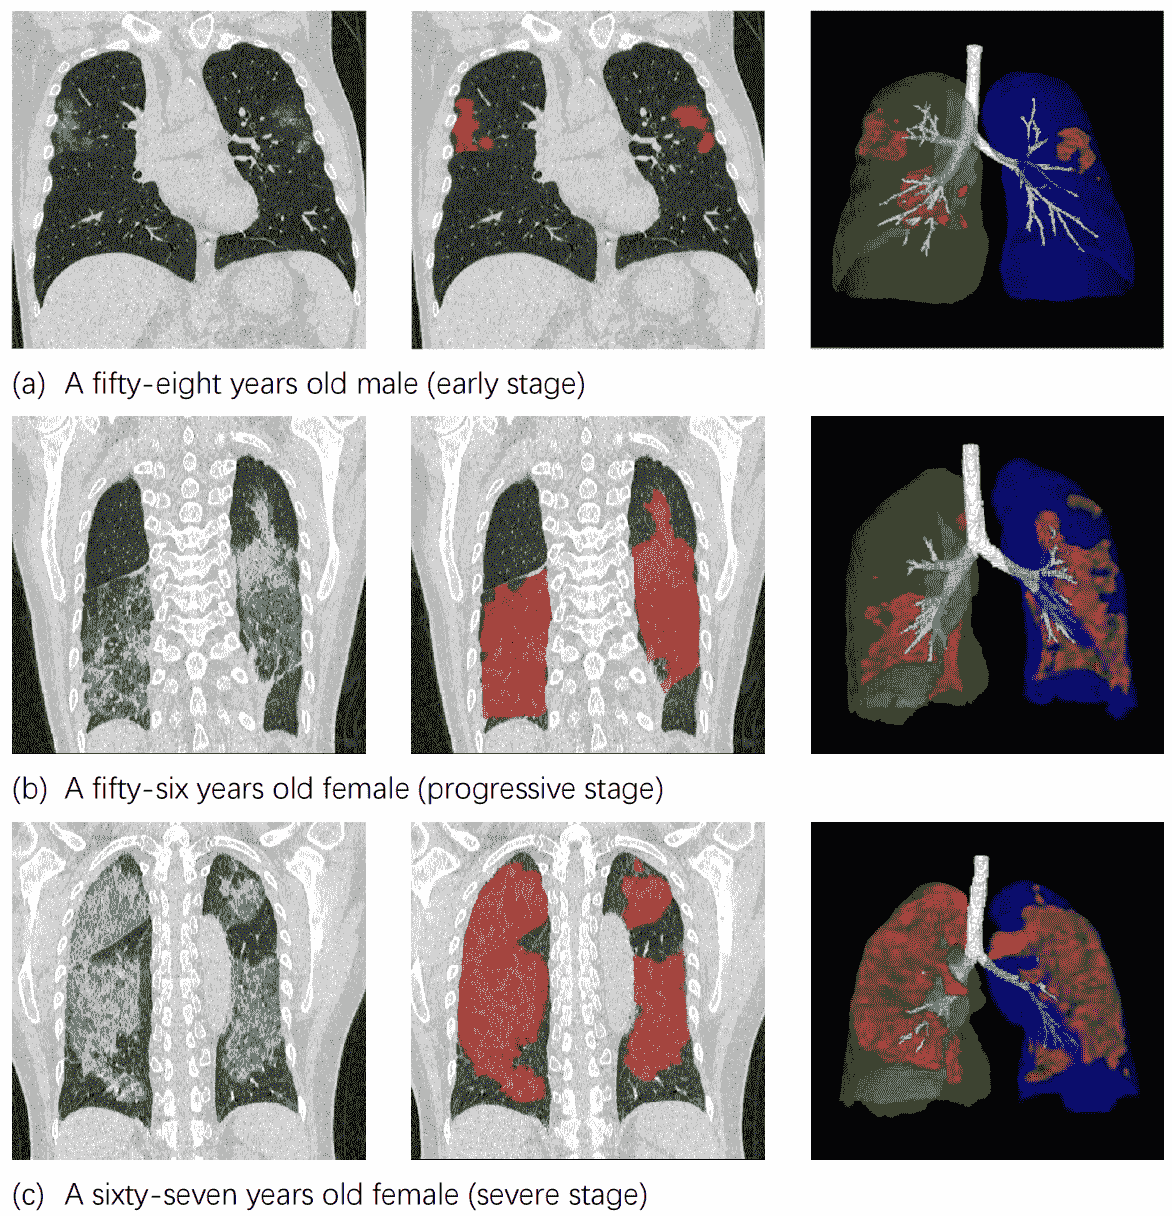 (a) A fifty-eight years old male (early stage)
(b) A fifty-six years old female (progressive stage)
(c) A sixty-seven years old female (severe stage)